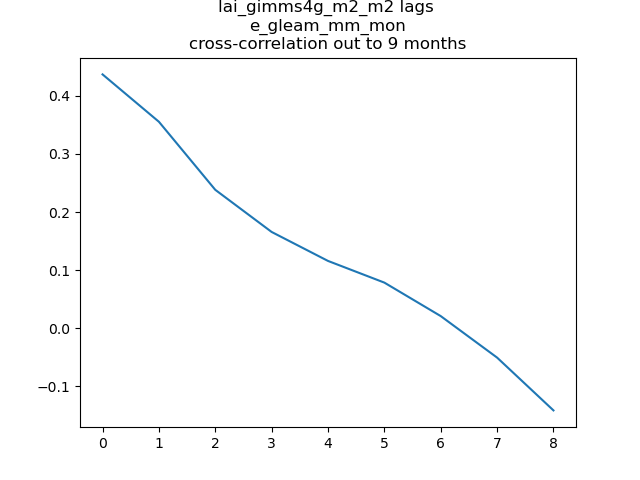 lai_gimms4g_m2_m2 lags
e_gleam_mm_mon
cross-correlation out to 9 months
0.4
0.3
0.2
0.1
0.0
−0.1
0 1 2 3 4 5 6 7 8